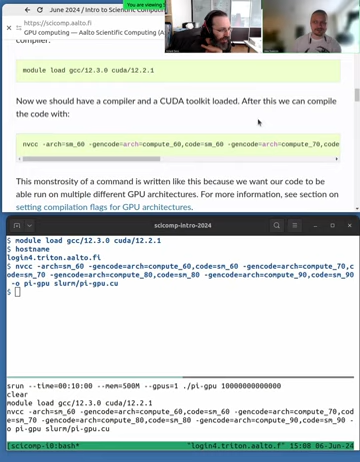 You are viewing
June 2024 / Intro to Scientific Comp
https://scicomp.aalto.fi
GPU computing — Aalto Scientific Computing (A
compiler.
module load gcc/12.3.0 cuda/12.2.1
Now we should have a compiler and a CUDA toolkit loaded. After this we can compile
the code with:
nvcc -arch=sm_60 -gencode=arch=compute_60,code=sm_60 -gencode=arch=compute_70,code
This monstrosity of a command is written like this because we want our code to be
able run on multiple different GPU architectures. For more information, see section on
setting compilation flags for GPU architectures.
scicomp-intro-2024
$ module load gcc/12.3.0 cuda/12.2.1
$ hostname
login4.triton.aalto.fi
$ nvcc -arch=sm_60 -gencode=arch=compute_60,code=sm_60 -gencode=arch=compute_70,c
ode=sm_70 -gencode=arch=compute_80,code=sm_80 -gencode=arch=compute_90,code=sm_90
-o pi-gpu slurm/pi-gpu.cu
$
srun --time=00:10:00 --mem=500M --gpus=1 ./pi-gpu 10000000000000
clear
module load gcc/12.3.0 cuda/12.2.1
nvcc -arch=sm_60 -gencode=arch=compute_60,code=sm_60 -gencode=arch=compute_70,cod
e=sm_70 -gencode=arch=compute_80,code=sm_80 -gencode=arch=compute_90,code=sm_90 -
o pi-gpu slurm/pi-gpu.cu
[scicomp-i0:bash* "login4.triton.aalto.f" 15:08 06-Jun-24